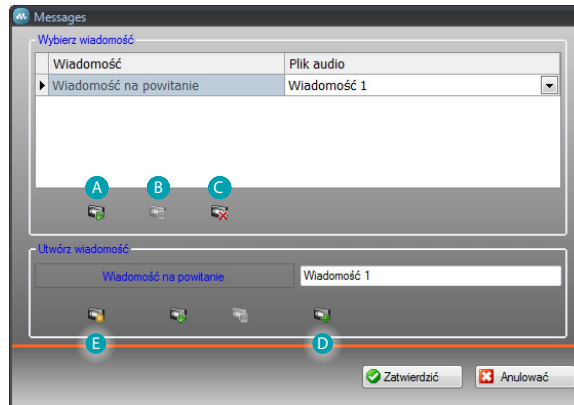 Messages
Wybierz wiadomość
Wiadomość Plik audio
Wiadomość na powitanie Wiadomość 1
A B C
Utwórz wiadomość
Wiadomość na powitanie Wiadomość 1
E D
Zatwierdzić Anulować